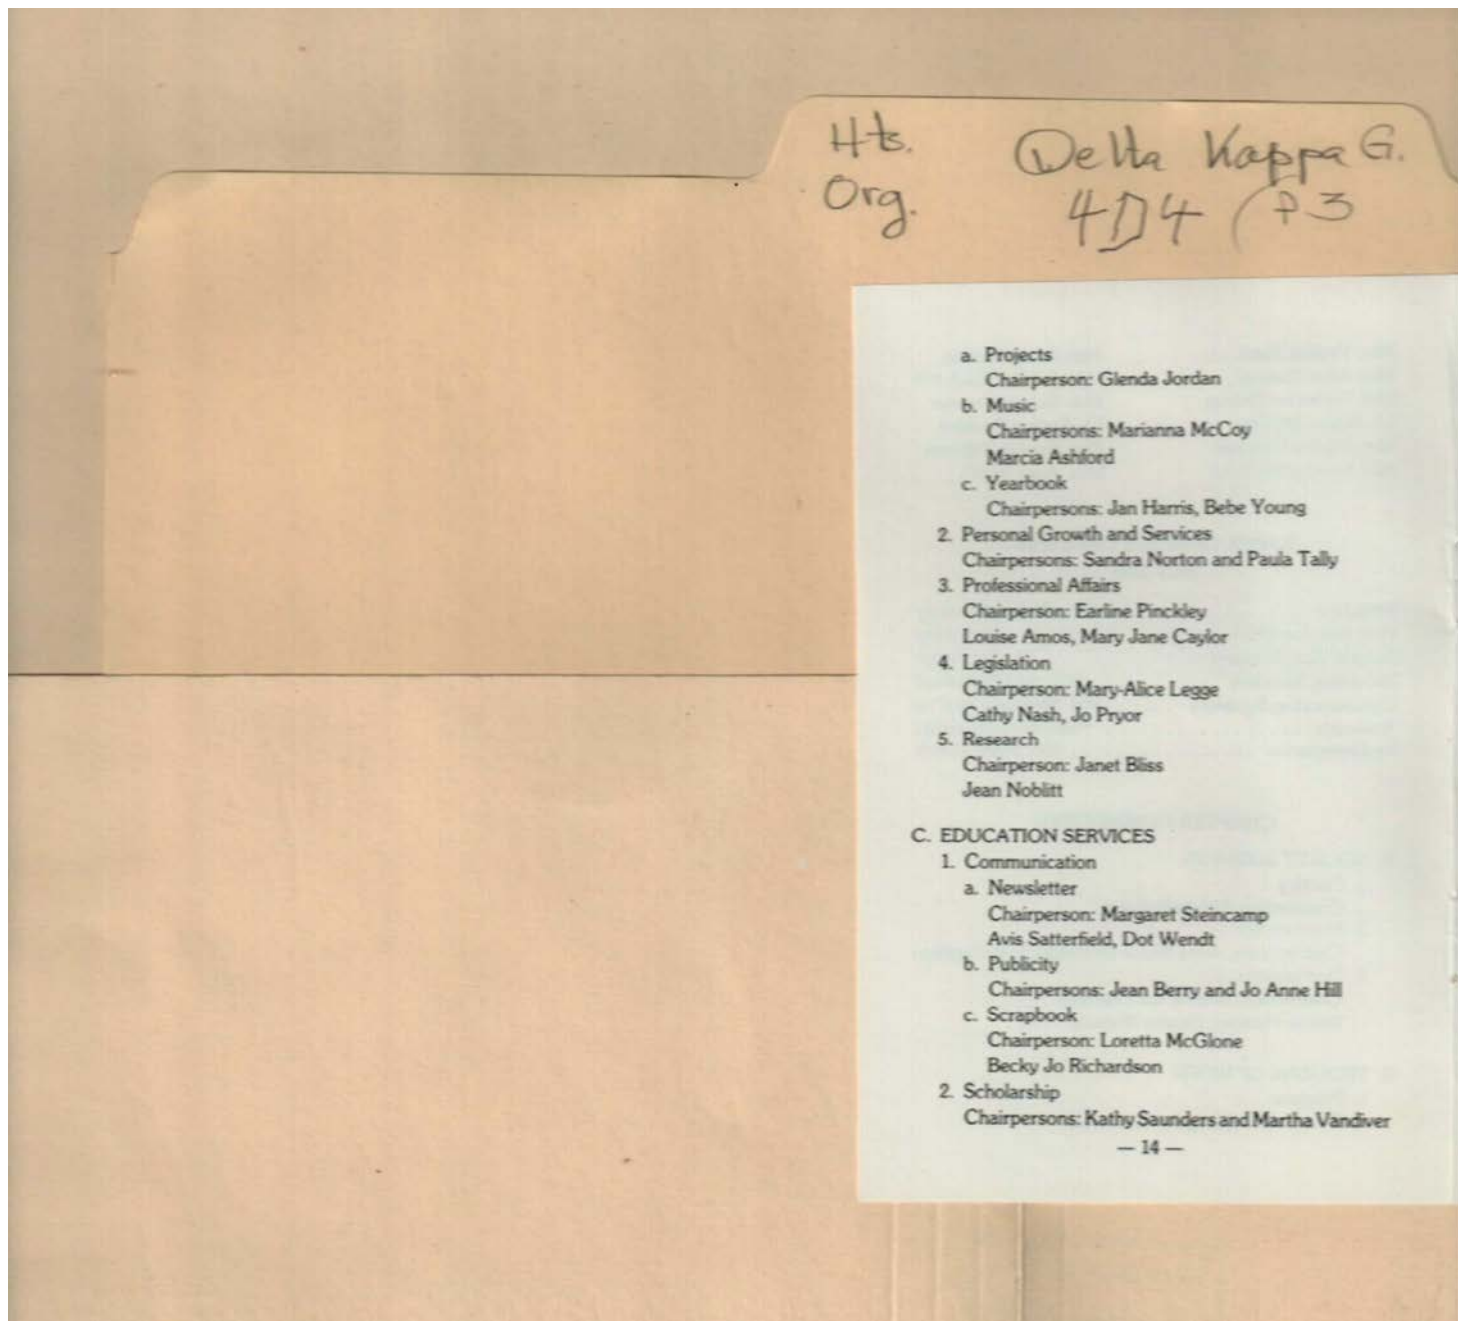 Hts. Delta Kappa G.
Org. 4D4 (P3
a. Projects
Chairperson: Glenda Jordan
b. Music
Chairpersons: Marianna McCoy
Marcia Ashford
c. Yearbook
Chairpersons: Jan Harris, Bebe Young
2. Personal Growth and Services
Chairpersons: Sandra Norton and Paula Tally
3. Professional Affairs
Chairperson: Earline Pinckley
Louise Amos, Mary Jane Caylor
4. Legislation
Chairperson: Mary-Alice Legge
Cathy Nash, Jo Pryor
5. Research
Chairperson: Janet Bliss
Jean Noblitt
C. EDUCATION SERVICES
1. Communication
a. Newsletter
Chairperson: Margaret Steincamp
Avis Satterfield, Dot Wendt
b. Publicity
Chairpersons: Jean Berry and Jo Anne Hill
c. Scrapbook
Chairperson: Loretta McGlone
Becky Jo Richardson
2. Scholarship
Chairpersons: Kathy Saunders and Martha Vandiver
— 14 —